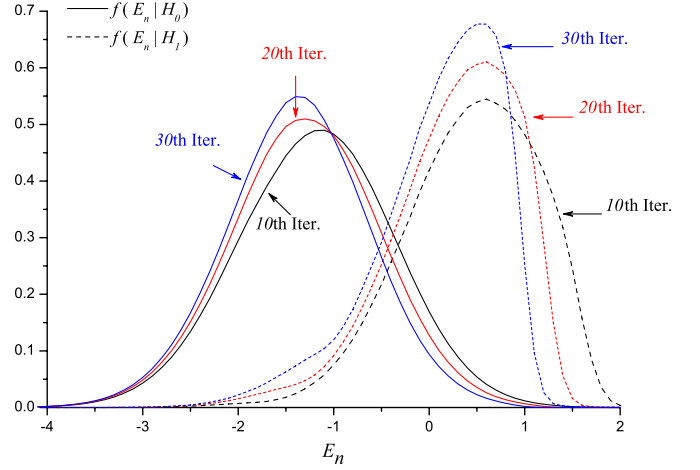 f( E_n | H_0 )
f( E_n | H_1 )
0.7
0.6
0.5
0.4
0.3
0.2
0.1
0.0
20th Iter.
30th Iter.
10th Iter.
30th Iter.
20th Iter.
10th Iter.
-4 -3 -2 -1 0 1 2
E_n